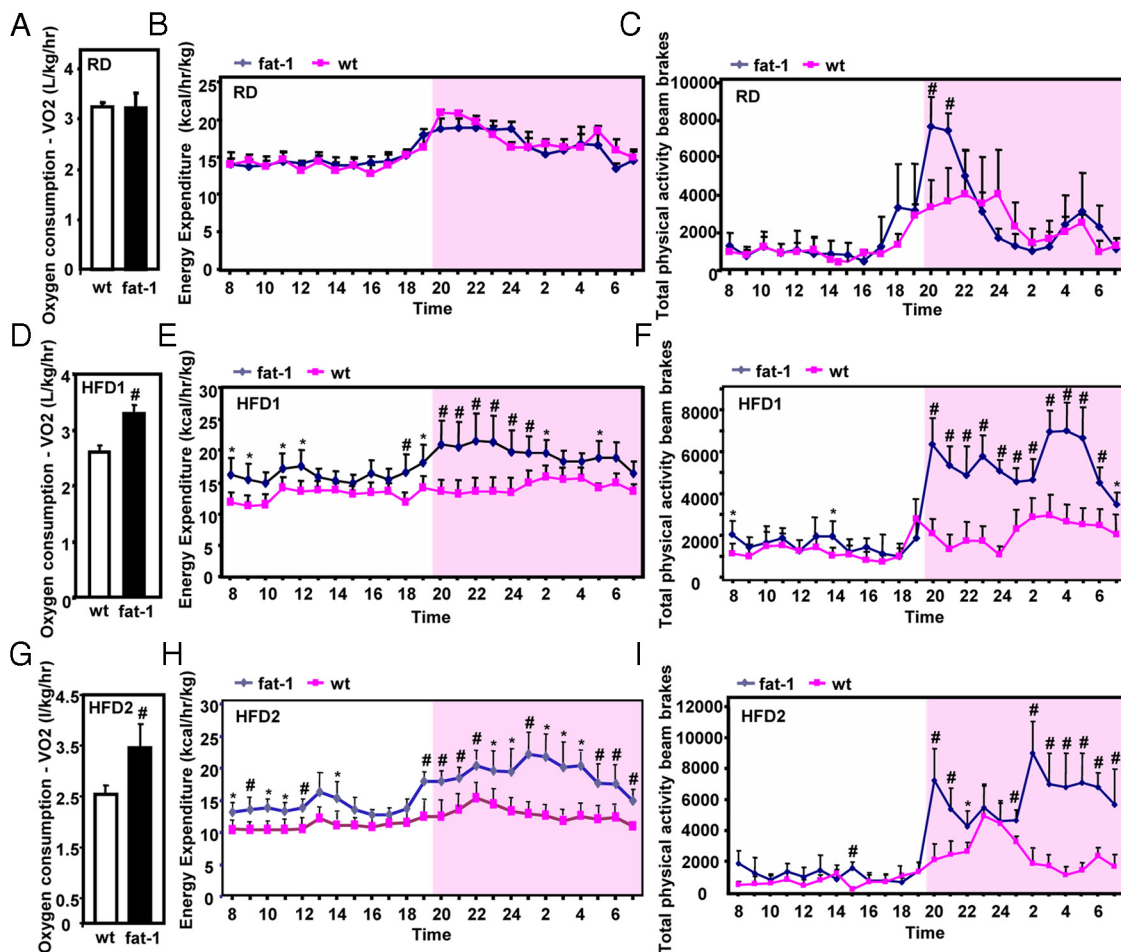 A
Oxygen consumption - VO2 (L/kg/hr)
RD
4
3
2
1
0
wt fat-1
B
Energy Expenditure (kcal/hr/kg)
fat-1 wt
RD
25
20
15
10
5
0
8 10 12 14 16 18 20 22 24 2 4 6
Time
C
Total physical activity beam brakes
fat-1 wt
RD
10000
8000
6000
4000
2000
0
# #
8 10 12 14 16 18 20 22 24 2 4 6
Time
D
Oxygen consumption - VO2 (L/kg/hr)
HFD1
#
4
3
2
1
0
wt fat-1
E
Energy Expenditure (kcal/hr/kg)
fat-1 wt
HFD1
30
25
20
15
10
5
0
* * * * # * # # # # # # * *
8 10 12 14 16 18 20 22 24 2 4 6
Time
F
Total physical activity beam brakes
fat-1 wt
HFD1
8000
6000
4000
2000
0
* * # # # # # # # # # # # *
8 10 12 14 16 18 20 22 24 2 4 6
Time
G
Oxygen consumption - VO2 (l/kg/hr)
HFD2
#
4.5
3.5
2.5
1.5
0.5
0
wt fat-1
H
Energy Expenditure (kcal/hr/kg)
fat-1 wt
HFD2
30
25
20
15
10
5
0
* # * * # * # # # # * * # * * * # # #
8 10 12 14 16 18 20 22 24 2 4 6
Time
I
Total physical activity beam brakes
fat-1 wt
HFD2
12000
10000
8000
6000
4000
2000
0
# # # * # # # # # # #
8 10 12 14 16 18 20 22 24 2 4 6
Time